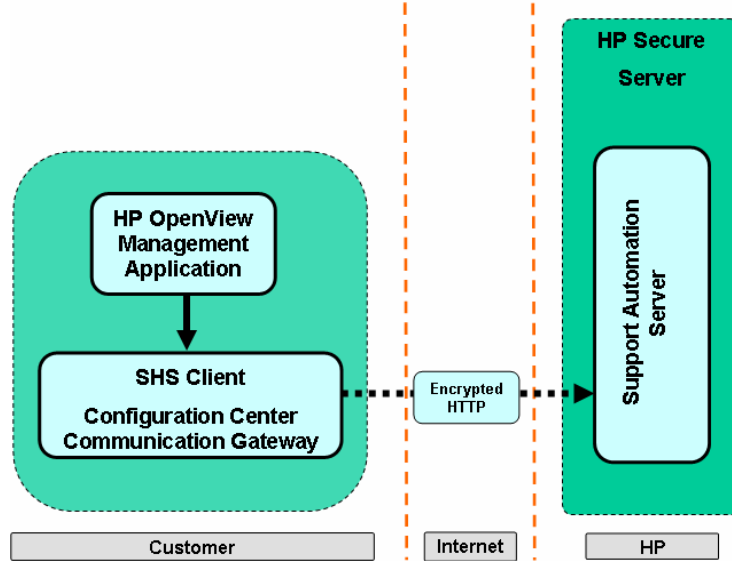 HP Secure
Server
HP OpenView
Management
Application
SHS Client
Configuration Center
Communication Gateway
Encrypted
HTTP
Support Automation
Server
Customer
Internet
HP